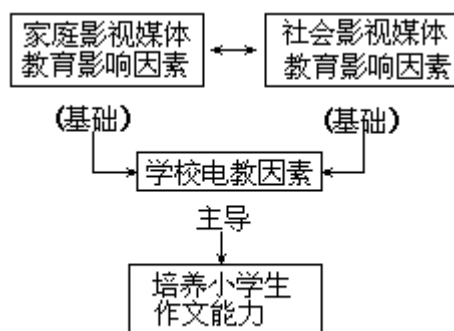 家庭影视媒体
教育影响因素
社会影视媒体
教育影响因素
(基础)
(基础)
学校电教因素
主导
培养小学生
作文能力